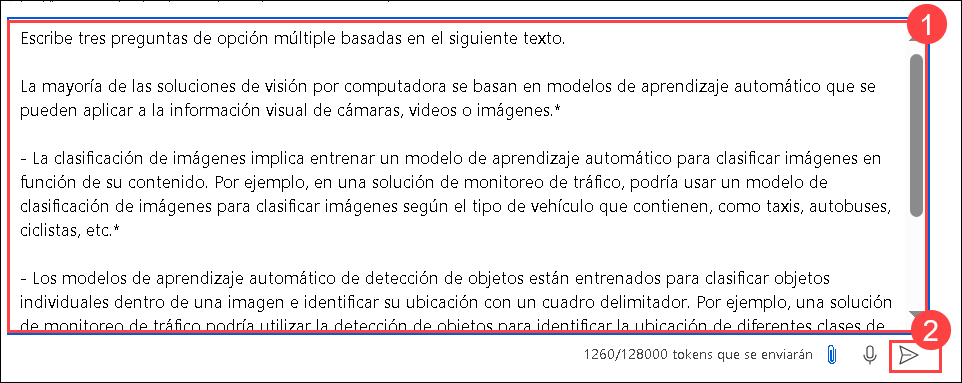 1
Escribe tres preguntas de opción múltiple basadas en el siguiente texto.
La mayoría de las soluciones de visión por computadora se basan en modelos de aprendizaje automático que se
pueden aplicar a la información visual de cámaras, videos o imágenes.*
- La clasificación de imágenes implica entrenar un modelo de aprendizaje automático para clasificar imágenes en
función de su contenido. Por ejemplo, en una solución de monitoreo de tráfico, podría usar un modelo de
clasificación de imágenes para clasificar imágenes según el tipo de vehículo que contienen, como taxis, autobuses,
ciclistas, etc.*
- Los modelos de aprendizaje automático de detección de objetos están entrenados para clasificar objetos
individuales dentro de una imagen e identificar su ubicación con un cuadro delimitador. Por ejemplo, una solución
de monitoreo de tráfico podría utilizar la detección de objetos para identificar la ubicación de diferentes clases de
2
1260/128000 tokens que se enviarán